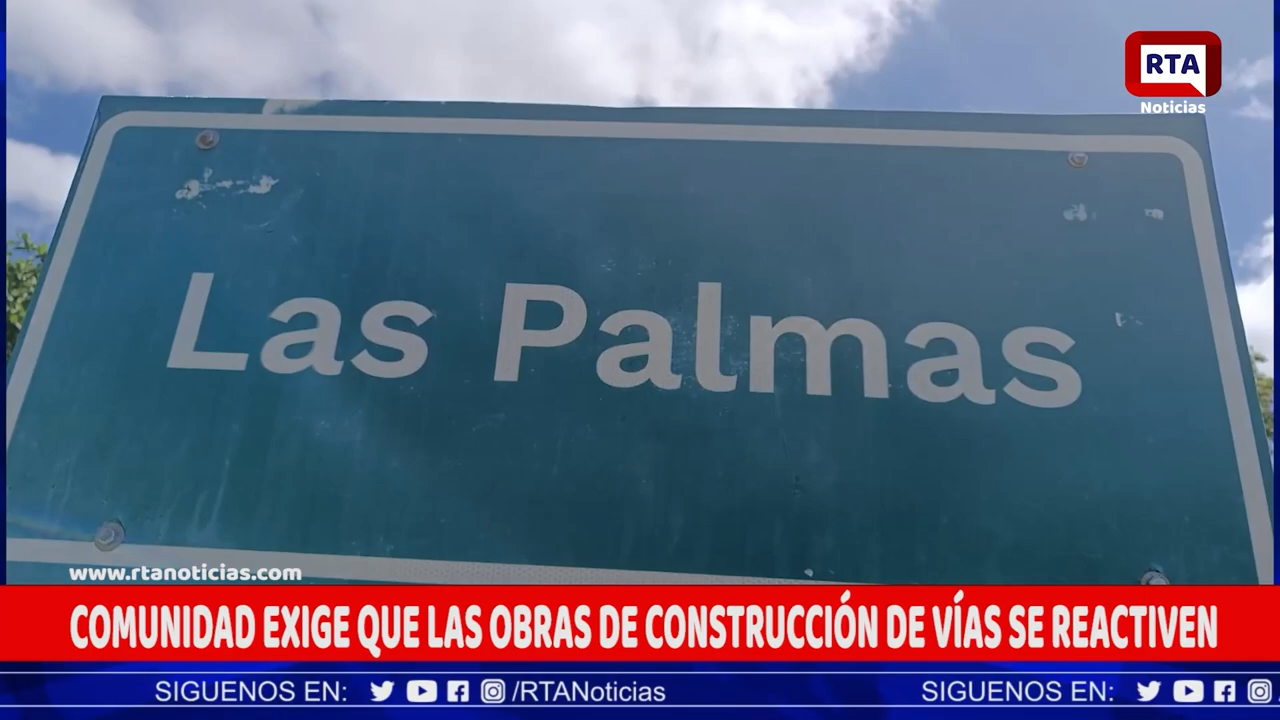 RTA
Noticias
Las Palmas
www.rtanoticias.com
COMUNIDAD EXIGE QUE LAS OBRAS DE CONSTRUCCIÓN DE VÍAS SE REACTIVEN
SIGUENOS EN: /RTANoticias SIGUENOS EN: